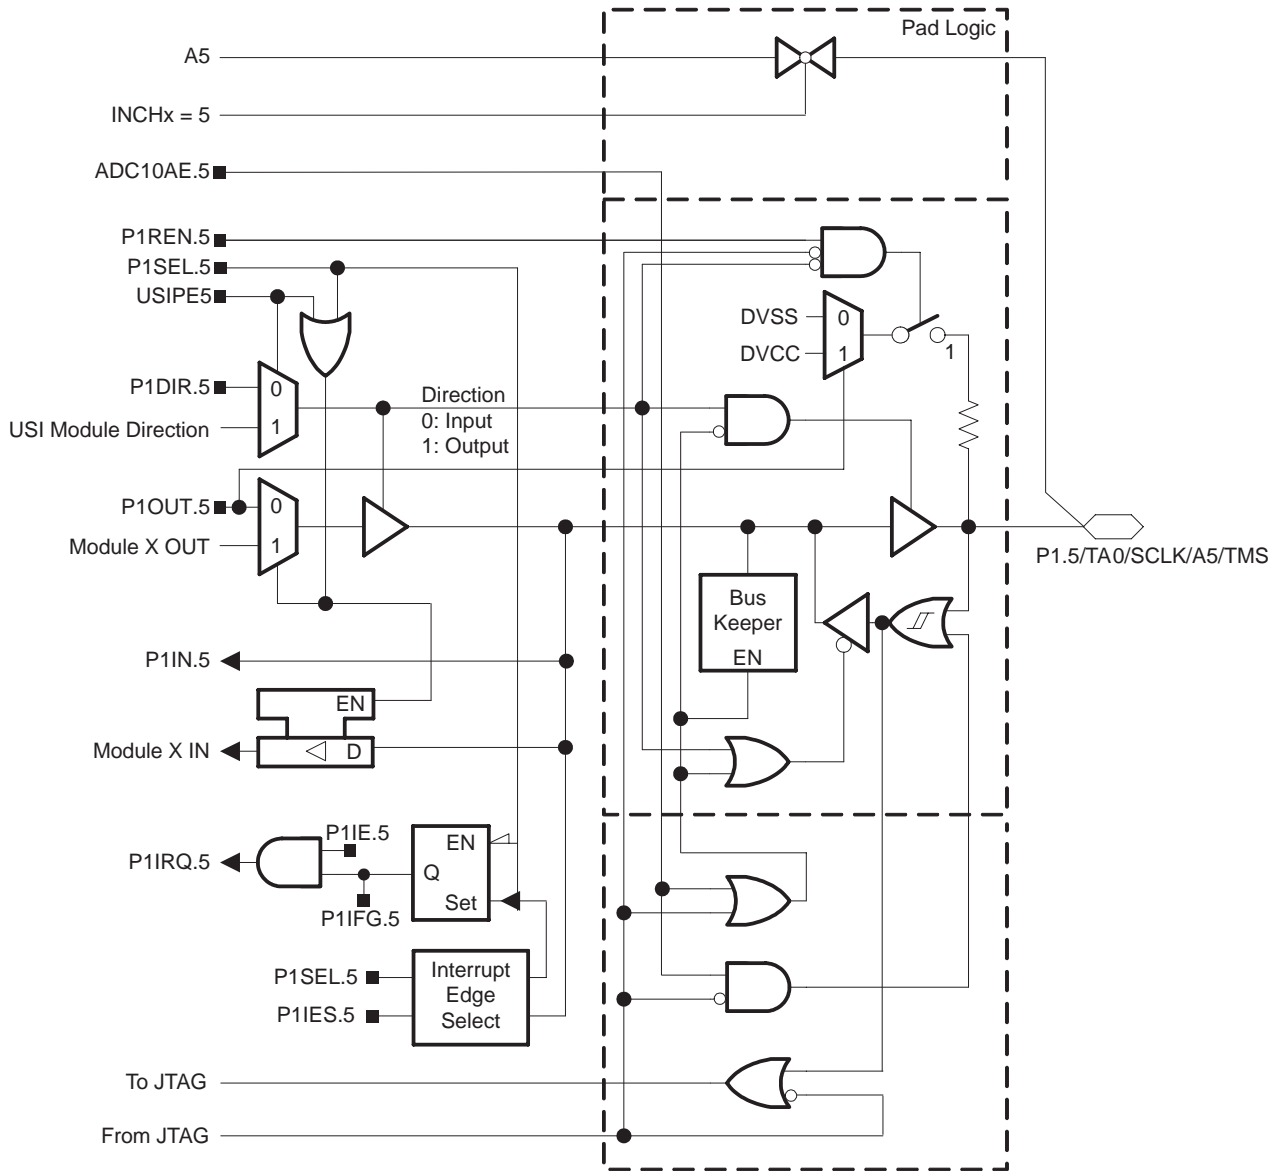 Pad Logic
A5
INCHx = 5
ADC10AE.5
P1REN.5
P1SEL.5
USIPE5
DVSS
0
DVCC
1
1
P1DIR.5
0
USI Module Direction
1
Direction
0: Input
1: Output
P1OUT.5
0
Module X OUT
1
P1.5/TA0/SCLK/A5/TMS
Bus
Keeper
EN
P1IN.5
EN
Module X IN
D
P1IE.5
P1IRQ.5
P1IFG.5
EN
Q
Set
P1SEL.5
P1IES.5
Interrupt
Edge
Select
To JTAG
From JTAG